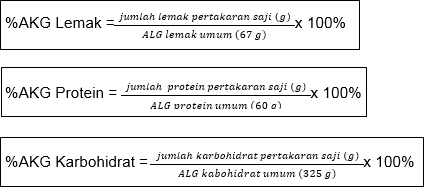 %AKG Lemak = jumlah lemak pertakaran saji (g) / ALG lemak umum (67 g) x 100%
%AKG Protein = jumlah protein pertakaran saji (g) / ALG protein umum (60 g) x 100%
%AKG Karbohidrat = jumlah karbohidrat pertakaran saji (g) / ALG kabohidrat umum (325 g) x 100%